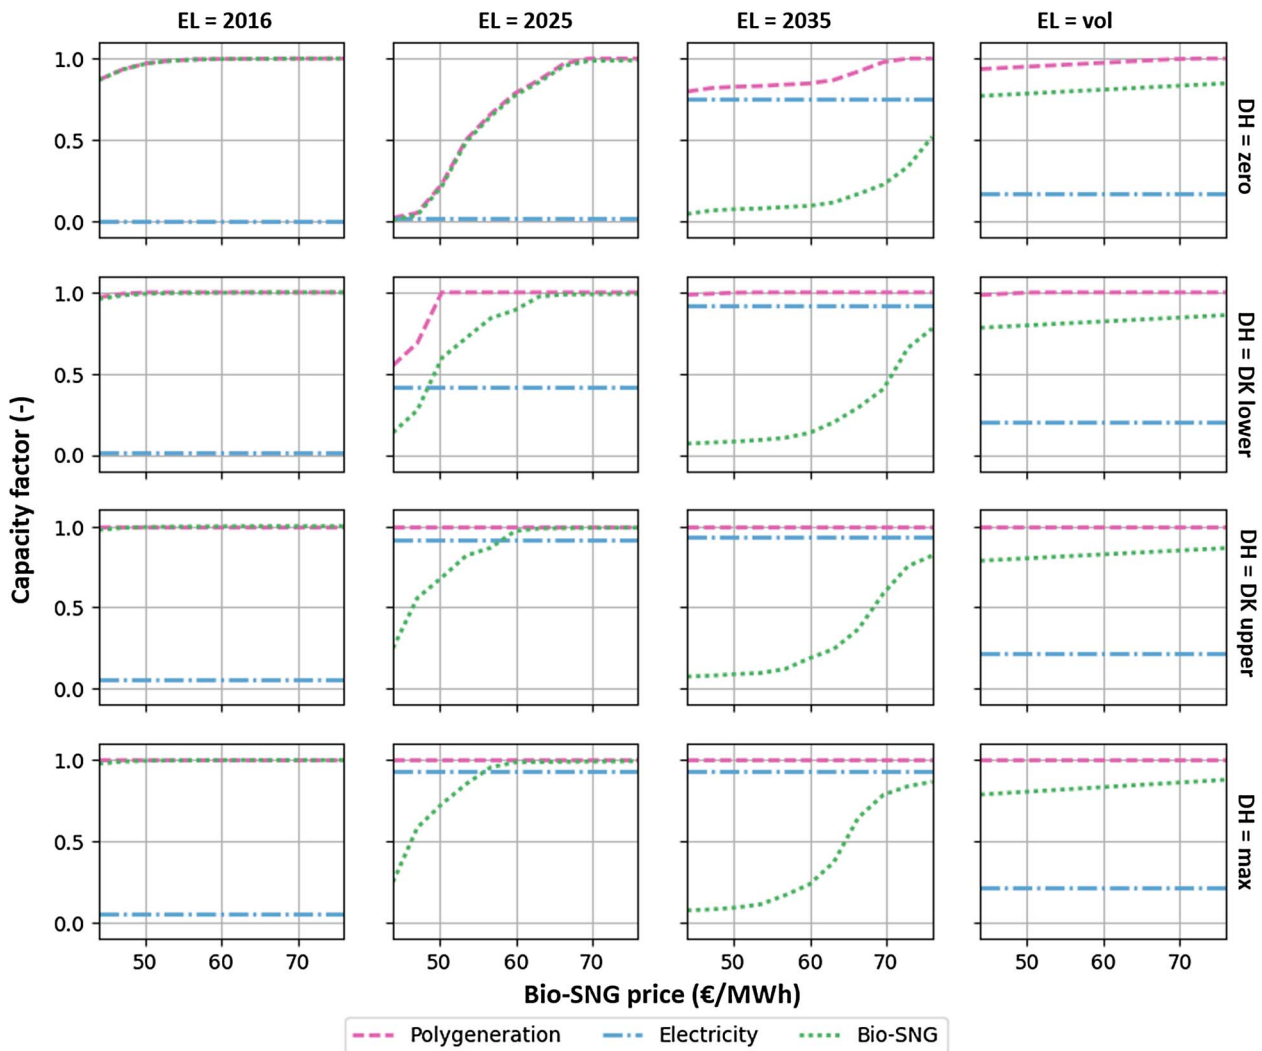 EL = 2016 EL = 2025 EL = 2035 EL = vol
1.0
0.5
0.0
DH = zero
1.0
0.5
0.0
DH = DK lower
1.0
0.5
0.0
DH = DK upper
1.0
0.5
0.0
DH = max
Capacity factor (-)
50 60 70 50 60 70 50 60 70 50 60 70
Bio-SNG price (€/MWh)
Polygeneration Electricity Bio-SNG